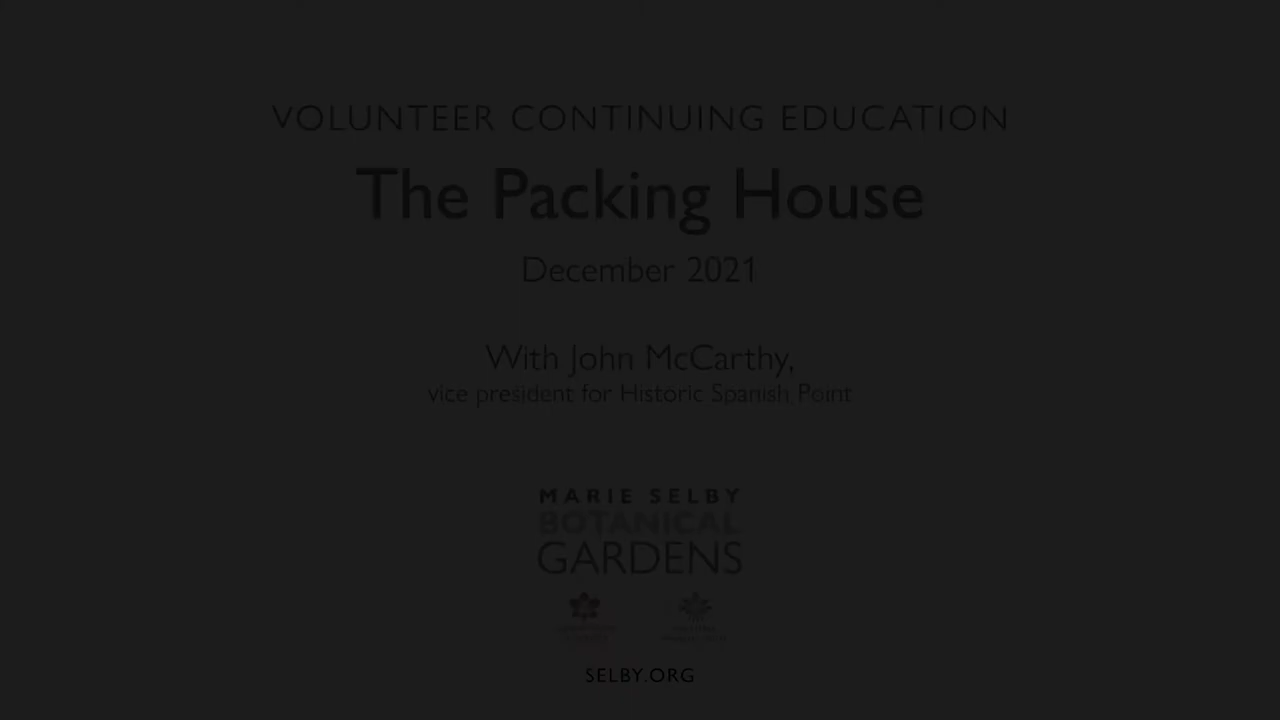 VOLUNTEER CONTINUING EDUCATION
The Packing House
December 2021
With John McCarthy,
vice president for Historic Spanish Point
MARIE SELBY
BOTANICAL
GARDENS
SELBY.ORG